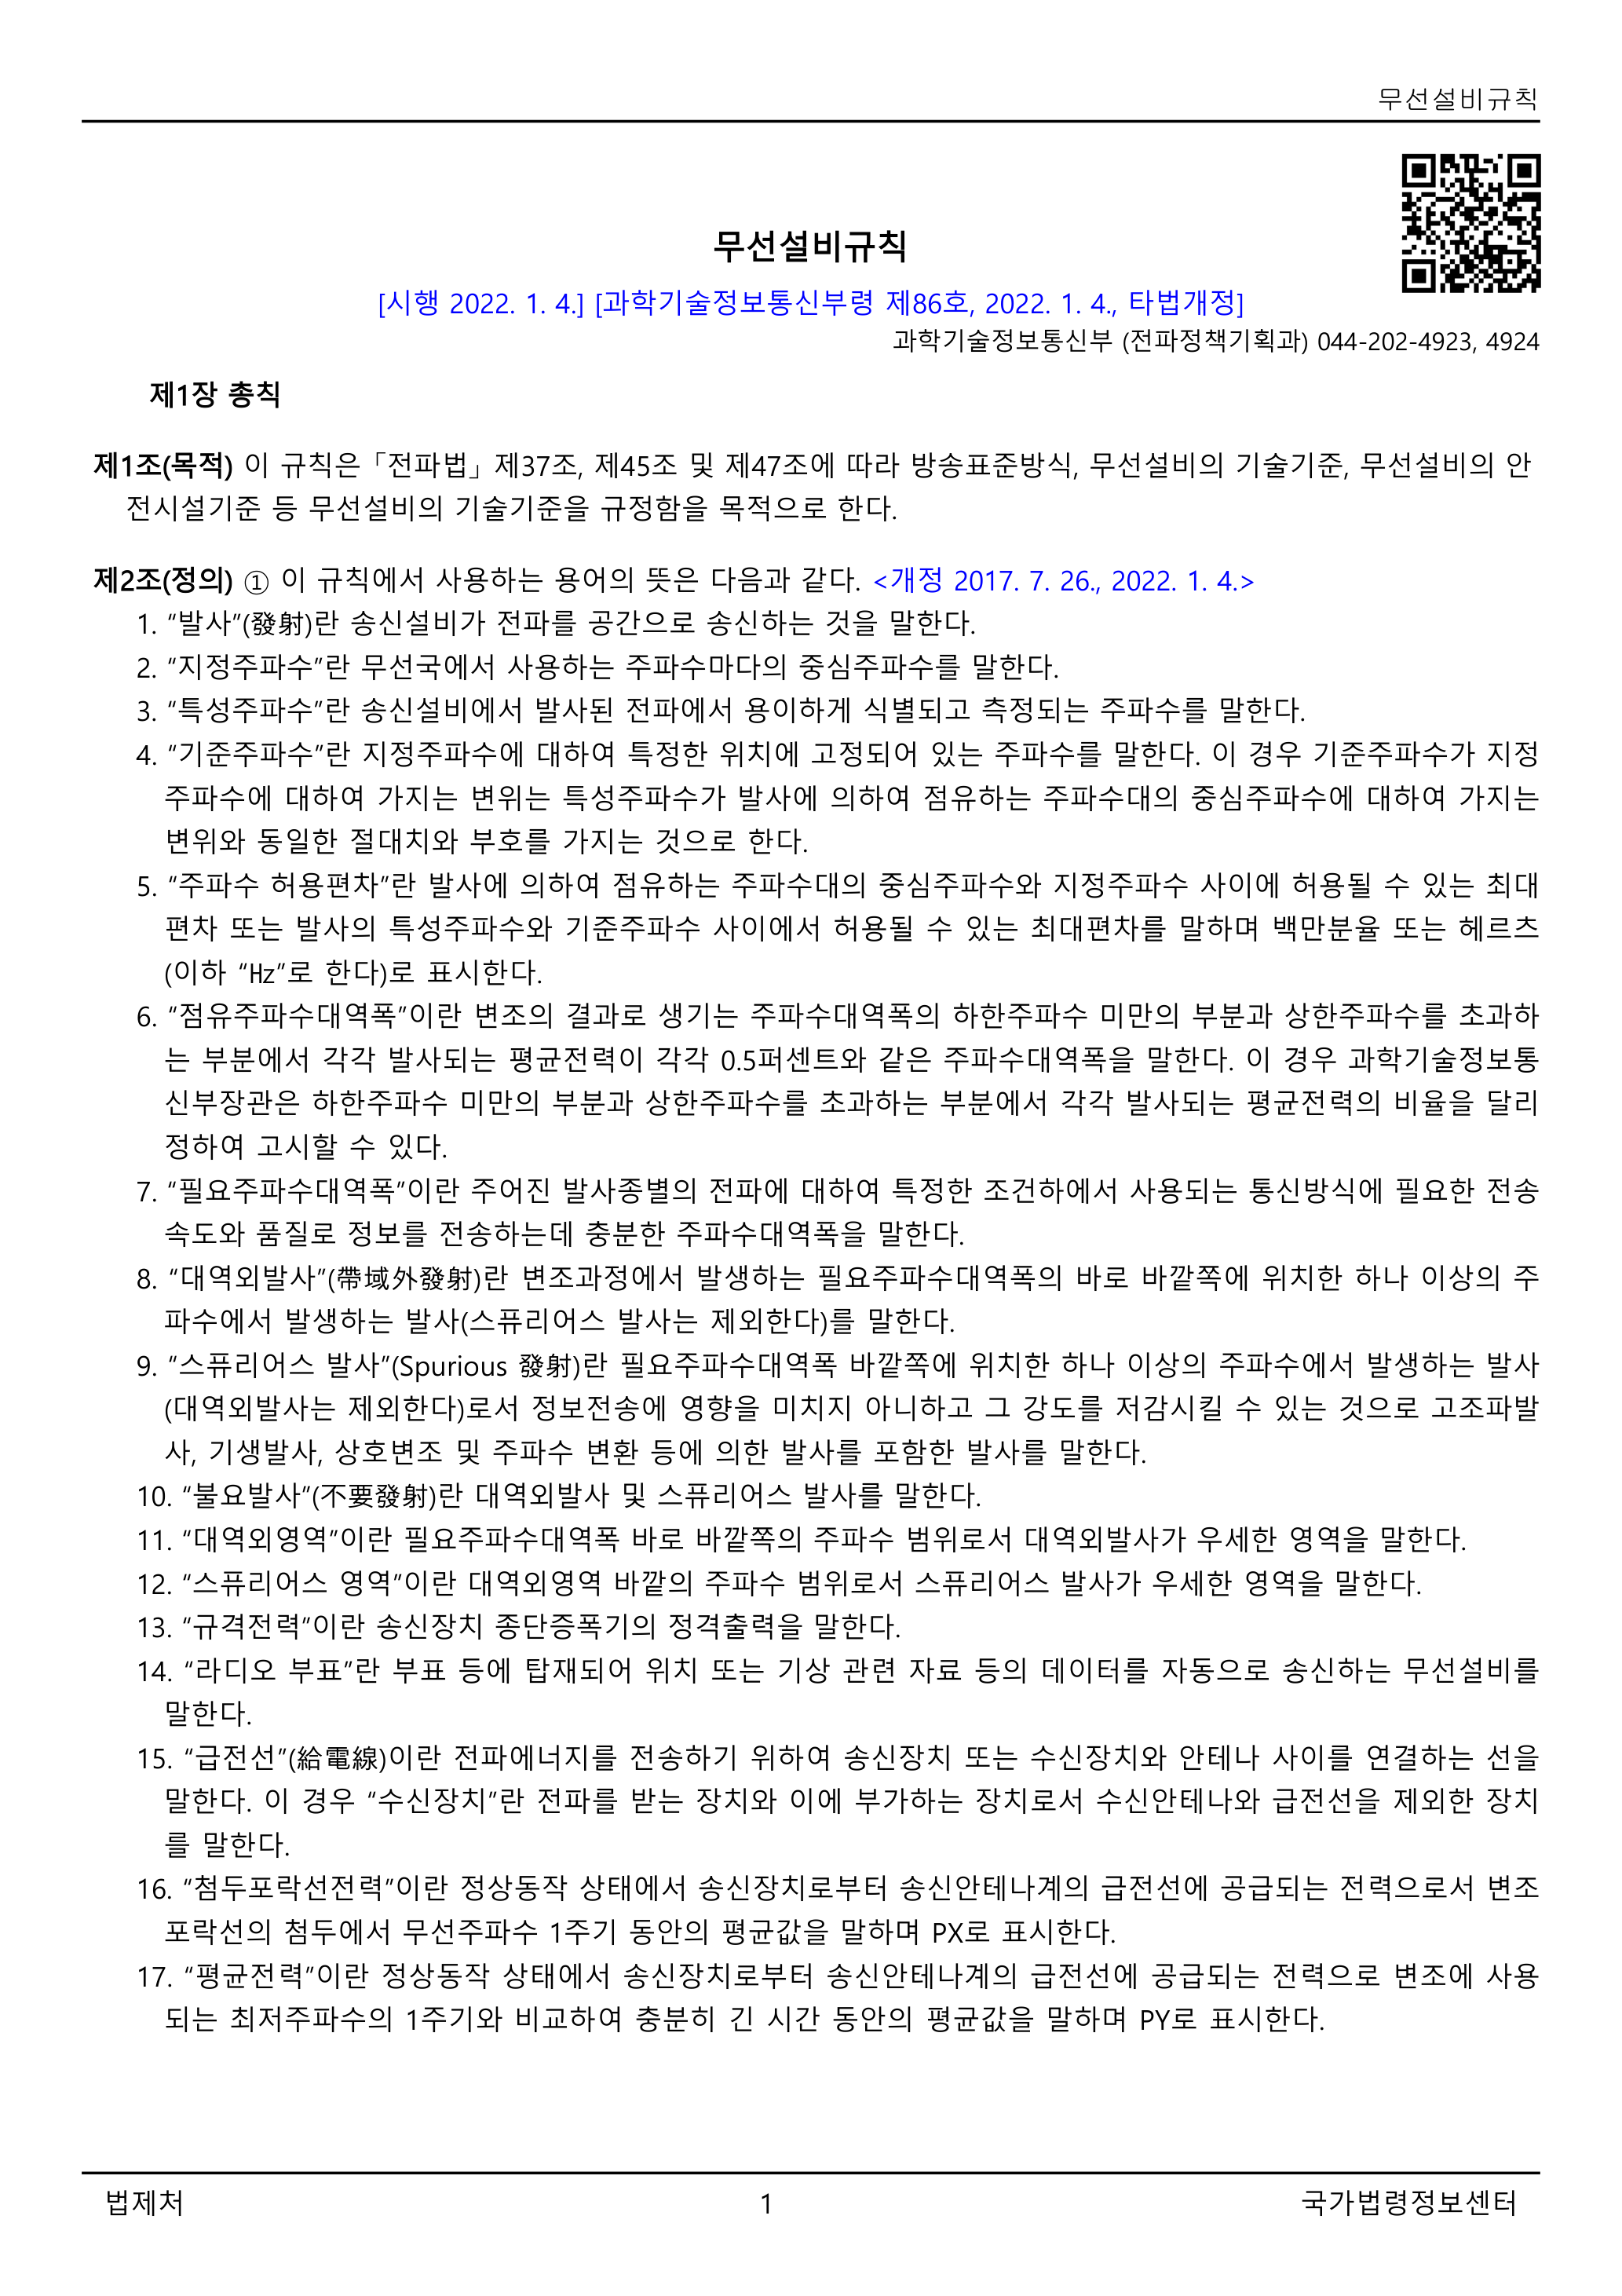 무선설비규칙
무선설비규칙
[시행 2022. 1. 4.] [과학기술정보통신부령 제86호, 2022. 1. 4., 타법개정]
과학기술정보통신부 (전파정책기획과) 044-202-4923, 4924
제1장 총칙
제1조(목적) 이 규칙은「전파법」제37조, 제45조 및 제47조에 따라 방송표준방식, 무선설비의 기술기준, 무선설비의 안
전시설기준 등 무선설비의 기술기준을 규정함을 목적으로 한다.
제2조(정의) ① 이 규칙에서 사용하는 용어의 뜻은 다음과 같다. <개정 2017. 7. 26., 2022. 1. 4.>
1. “발사”(發射)란 송신설비가 전파를 공간으로 송신하는 것을 말한다.
2. “지정주파수”란 무선국에서 사용하는 주파수마다의 중심주파수를 말한다.
3. “특성주파수”란 송신설비에서 발사된 전파에서 용이하게 식별되고 측정되는 주파수를 말한다.
4. “기준주파수”란 지정주파수에 대하여 특정한 위치에 고정되어 있는 주파수를 말한다. 이 경우 기준주파수가 지정
주파수에 대하여 가지는 변위는 특성주파수가 발사에 의하여 점유하는 주파수대의 중심주파수에 대하여 가지는
변위와 동일한 절대치와 부호를 가지는 것으로 한다.
5. “주파수 허용편차”란 발사에 의하여 점유하는 주파수대의 중심주파수와 지정주파수 사이에 허용될 수 있는 최대
편차 또는 발사의 특성주파수와 기준주파수 사이에서 허용될 수 있는 최대편차를 말하며 백만분율 또는 헤르츠
(이하 “Hz”로 한다)로 표시한다.
6. “점유주파수대역폭”이란 변조의 결과로 생기는 주파수대역폭의 하한주파수 미만의 부분과 상한주파수를 초과하
는 부분에서 각각 발사되는 평균전력이 각각 0.5퍼센트와 같은 주파수대역폭을 말한다. 이 경우 과학기술정보통
신부장관은 하한주파수 미만의 부분과 상한주파수를 초과하는 부분에서 각각 발사되는 평균전력의 비율을 달리
정하여 고시할 수 있다.
7. “필요주파수대역폭”이란 주어진 발사종별의 전파에 대하여 특정한 조건하에서 사용되는 통신방식에 필요한 전송
속도와 품질로 정보를 전송하는데 충분한 주파수대역폭을 말한다.
8. “대역외발사”(帶域外發射)란 변조과정에서 발생하는 필요주파수대역폭의 바로 바깥쪽에 위치한 하나 이상의 주
파수에서 발생하는 발사(스퓨리어스 발사는 제외한다)를 말한다.
9. “스퓨리어스 발사”(Spurious 發射)란 필요주파수대역폭 바깥쪽에 위치한 하나 이상의 주파수에서 발생하는 발사
(대역외발사는 제외한다)로서 정보전송에 영향을 미치지 아니하고 그 강도를 저감시킬 수 있는 것으로 고조파발
사, 기생발사, 상호변조 및 주파수 변환 등에 의한 발사를 포함한 발사를 말한다.
10. “불요발사”(不要發射)란 대역외발사 및 스퓨리어스 발사를 말한다.
11. “대역외영역”이란 필요주파수대역폭 바로 바깥쪽의 주파수 범위로서 대역외발사가 우세한 영역을 말한다.
12. “스퓨리어스 영역”이란 대역외영역 바깥의 주파수 범위로서 스퓨리어스 발사가 우세한 영역을 말한다.
13. “규격전력”이란 송신장치 종단증폭기의 정격출력을 말한다.
14. “라디오 부표”란 부표 등에 탑재되어 위치 또는 기상 관련 자료 등의 데이터를 자동으로 송신하는 무선설비를
말한다.
15. “급전선”(給電線)이란 전파에너지를 전송하기 위하여 송신장치 또는 수신장치와 안테나 사이를 연결하는 선을
말한다. 이 경우 “수신장치”란 전파를 받는 장치와 이에 부가하는 장치로서 수신안테나와 급전선을 제외한 장치
를 말한다.
16. “첨두포락선전력”이란 정상동작 상태에서 송신장치로부터 송신안테나계의 급전선에 공급되는 전력으로서 변조
포락선의 첨두에서 무선주파수 1주기 동안의 평균값을 말하며 PX로 표시한다.
17. “평균전력”이란 정상동작 상태에서 송신장치로부터 송신안테나계의 급전선에 공급되는 전력으로 변조에 사용
되는 최저주파수의 1주기와 비교하여 충분히 긴 시간 동안의 평균값을 말하며 PY로 표시한다.
법제처
1
국가법령정보센터